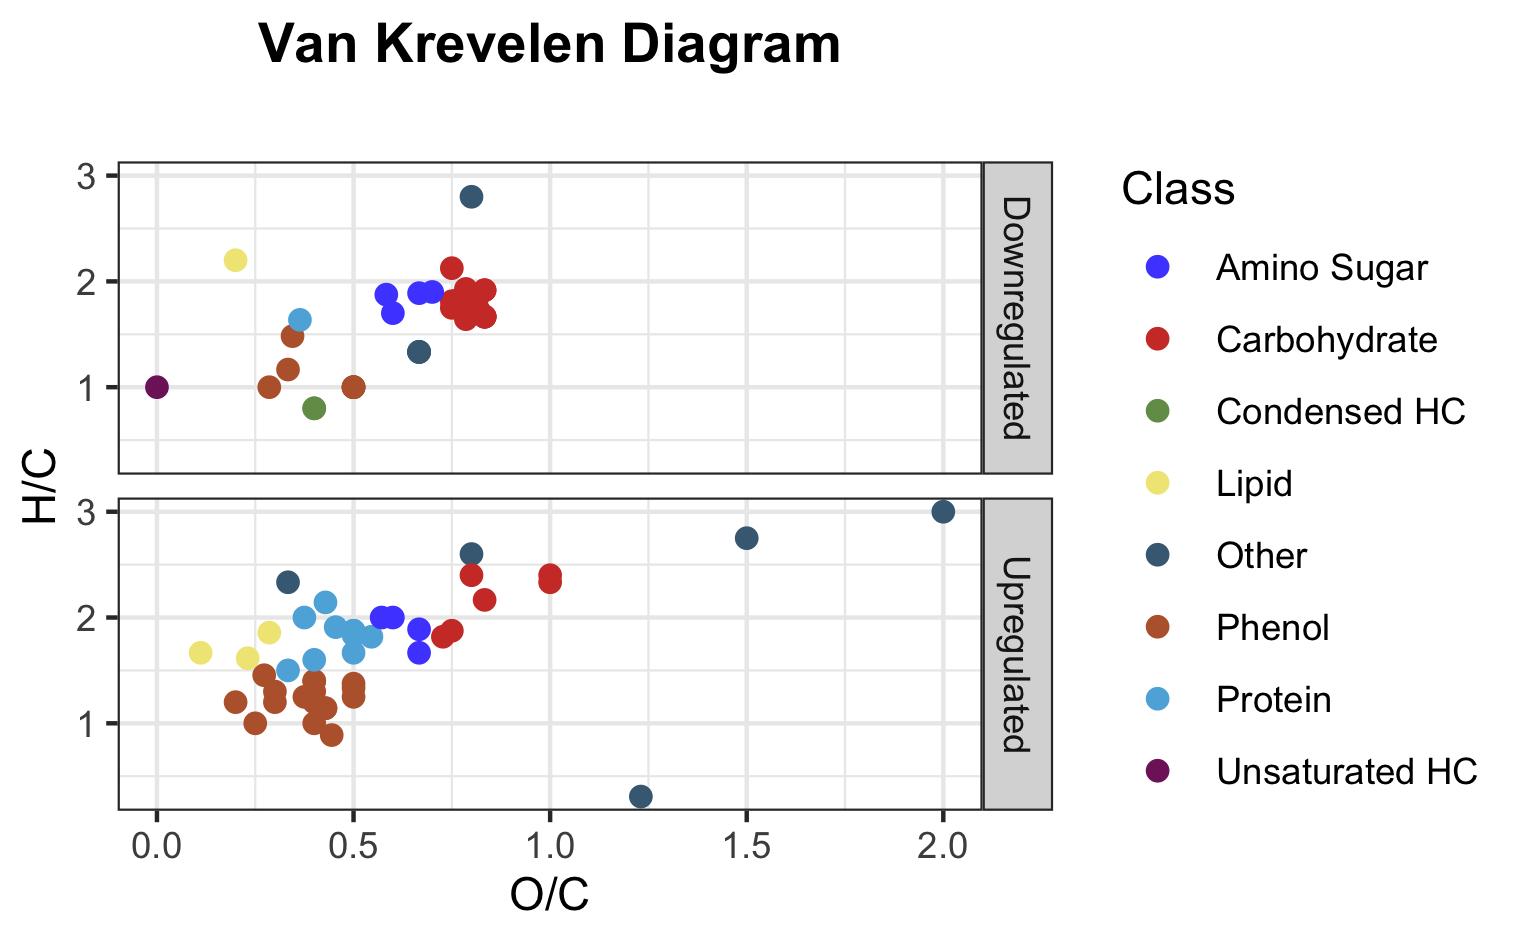 Van Krevelen Diagram
3
2
1
Downregulated
H/C
3
2
1
Upregulated
0.0 0.5 1.0 1.5 2.0
O/C
Class
Amino Sugar
Carbohydrate
Condensed HC
Lipid
Other
Phenol
Protein
Unsaturated HC